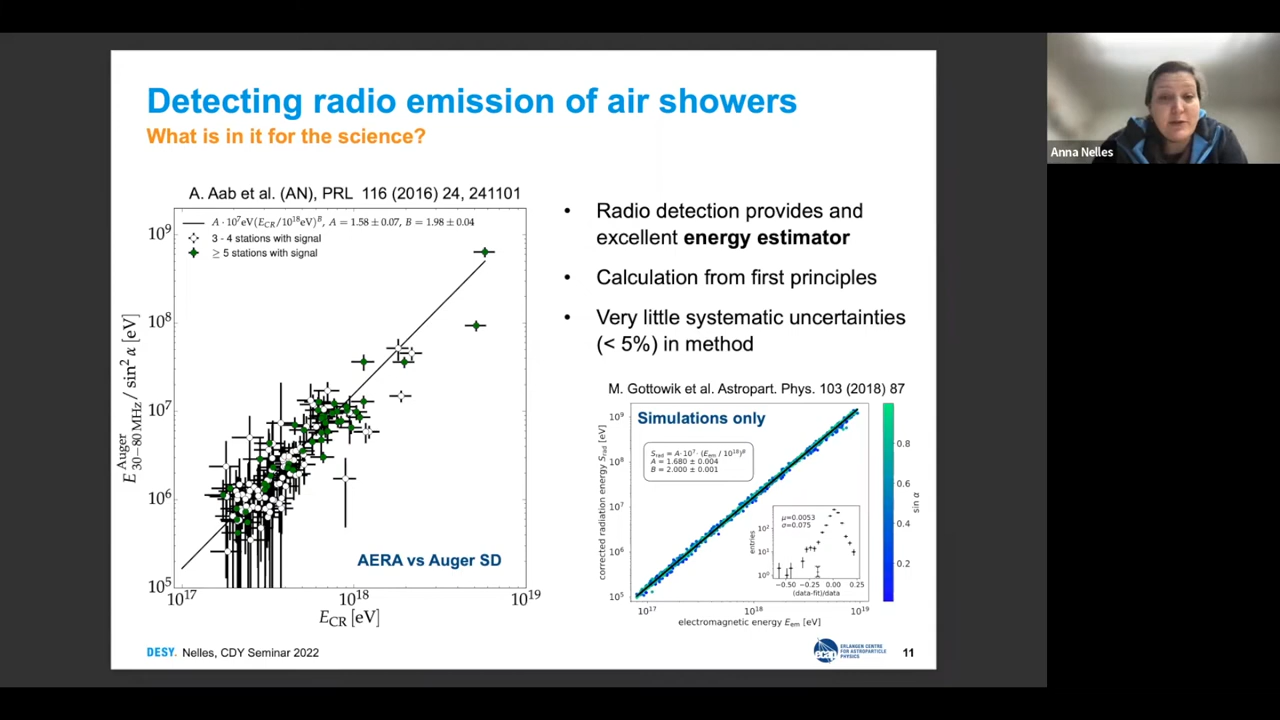 Detecting radio emission of air showers
What is in it for the science?
A. Aab et al. (AN), PRL 116 (2016) 24, 241101
A · 10⁷eV(E_CR/10¹⁸eV)ᴮ, A = 1.58 ± 0.07, B = 1.98 ± 0.04
3 - 4 stations with signal
≥ 5 stations with signal
10⁹
10⁸
10⁷
10⁶
10⁵
E^Auger_30−80 MHz / sin² α [eV]
AERA vs Auger SD
10¹⁷
10¹⁸
10¹⁹
E_CR [eV]
• Radio detection provides and
excellent energy estimator
• Calculation from first principles
• Very little systematic uncertainties
(< 5%) in method
M. Gottowik et al. Astropart. Phys. 103 (2018) 87
Simulations only
S_rad = A·10⁷· (E_em / 10¹⁸)ᴮ
A = 1.680 ± 0.004
B = 2.000 ± 0.001
10⁹
10⁸
10⁷
10⁶
10⁵
corrected radiation energy S_rad [eV]
μ=0.0053
σ=0.075
entries
10²
10¹
10⁰
−0.50 −0.25 0.00 0.25
(data-fit)/data
10¹⁷
10¹⁸
10¹⁹
electromagnetic energy E_em [eV]
0.8
0.6
0.4
0.2
sin α
DESY. Nelles, CDY Seminar 2022
ecap
ERLANGEN CENTRE
FOR ASTROPARTICLE
PHYSICS
11
Anna Nelles